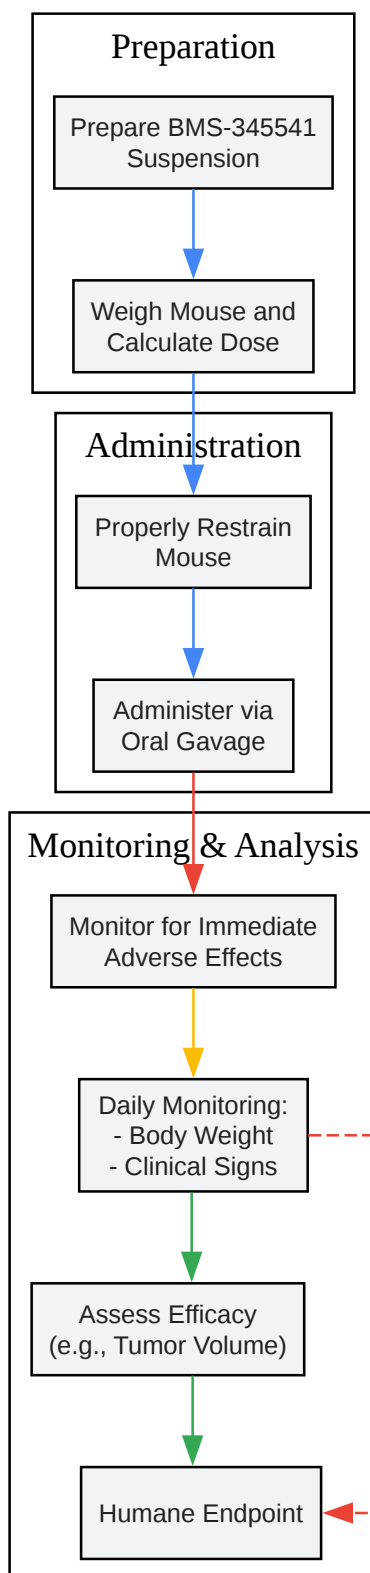 Preparation
Prepare BMS-345541
Suspension
Weigh Mouse and
Calculate Dose
Administration
Properly Restrain
Mouse
Administer via
Oral Gavage
Monitoring & Analysis
Monitor for Immediate
Adverse Effects
Daily Monitoring:
- Body Weight
- Clinical Signs
Assess Efficacy
(e.g., Tumor Volume)
Humane Endpoint